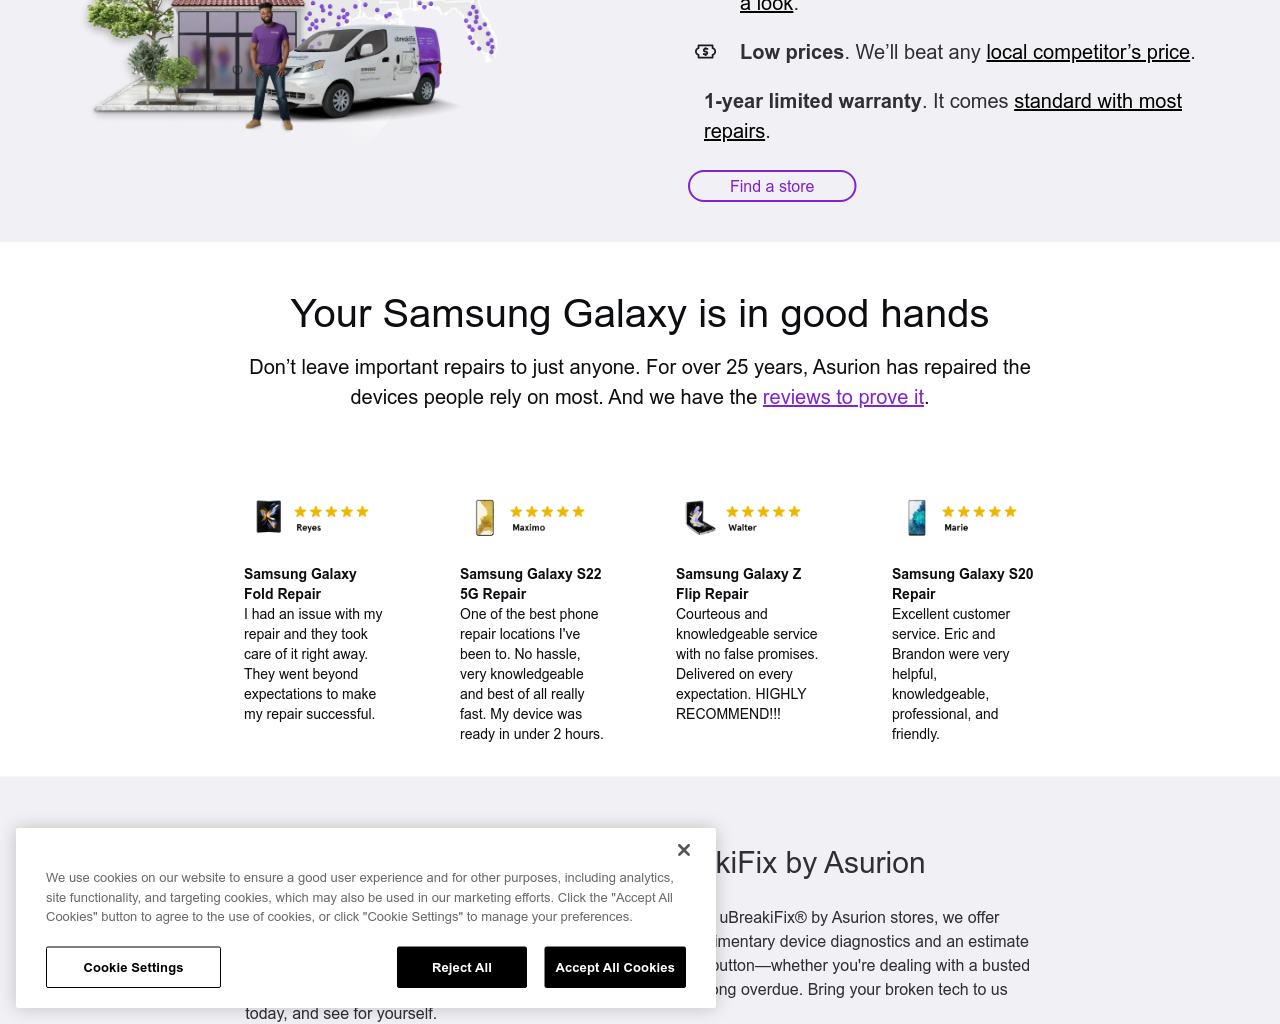 a look.
Low prices. We’ll beat any local competitor’s price.
1-year limited warranty. It comes standard with most
repairs.
Find a store
Your Samsung Galaxy is in good hands
Don’t leave important repairs to just anyone. For over 25 years, Asurion has repaired the
devices people rely on most. And we have the reviews to prove it.
Reyes
Samsung Galaxy
Fold Repair
I had an issue with my
repair and they took
care of it right away.
They went beyond
expectations to make
my repair successful.
Maximo
Samsung Galaxy S22
5G Repair
One of the best phone
repair locations I've
been to. No hassle,
very knowledgeable
and best of all really
fast. My device was
ready in under 2 hours.
Walter
Samsung Galaxy Z
Flip Repair
Courteous and
knowledgeable service
with no false promises.
Delivered on every
expectation. HIGHLY
RECOMMEND!!!
Marie
Samsung Galaxy S20
Repair
Excellent customer
service. Eric and
Brandon were very
helpful,
knowledgeable,
professional, and
friendly.
kiFix by Asurion
uBreakiFix® by Asurion stores, we offer
imentary device diagnostics and an estimate
utton—whether you're dealing with a busted
ong overdue. Bring your broken tech to us
today, and see for yourself.
We use cookies on our website to ensure a good user experience and for other purposes, including analytics,
site functionality, and targeting cookies, which may also be used in our marketing efforts. Click the "Accept All
Cookies" button to agree to the use of cookies, or click "Cookie Settings" to manage your preferences.
Cookie Settings
Reject All
Accept All Cookies